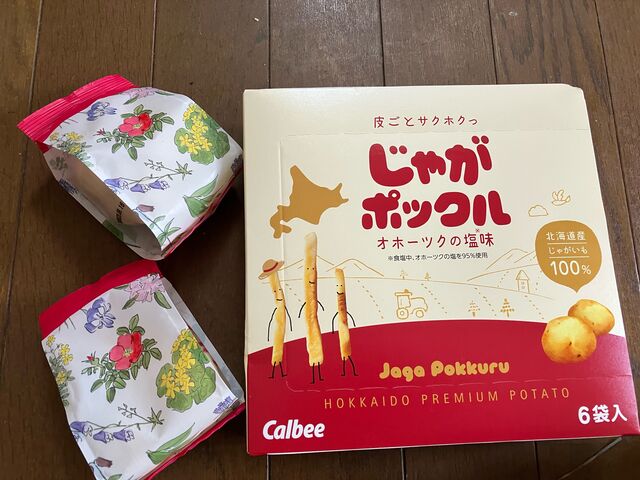 皮ごとサクホクっ
じゃが
ポックル
オホーツクの塩味
※食塩中、オホーツクの塩を95%使用
北海道産
じゃがいも
100%
Jaga Pokkuru
HOKKAIDO PREMIUM POTATO
Calbee
6袋入